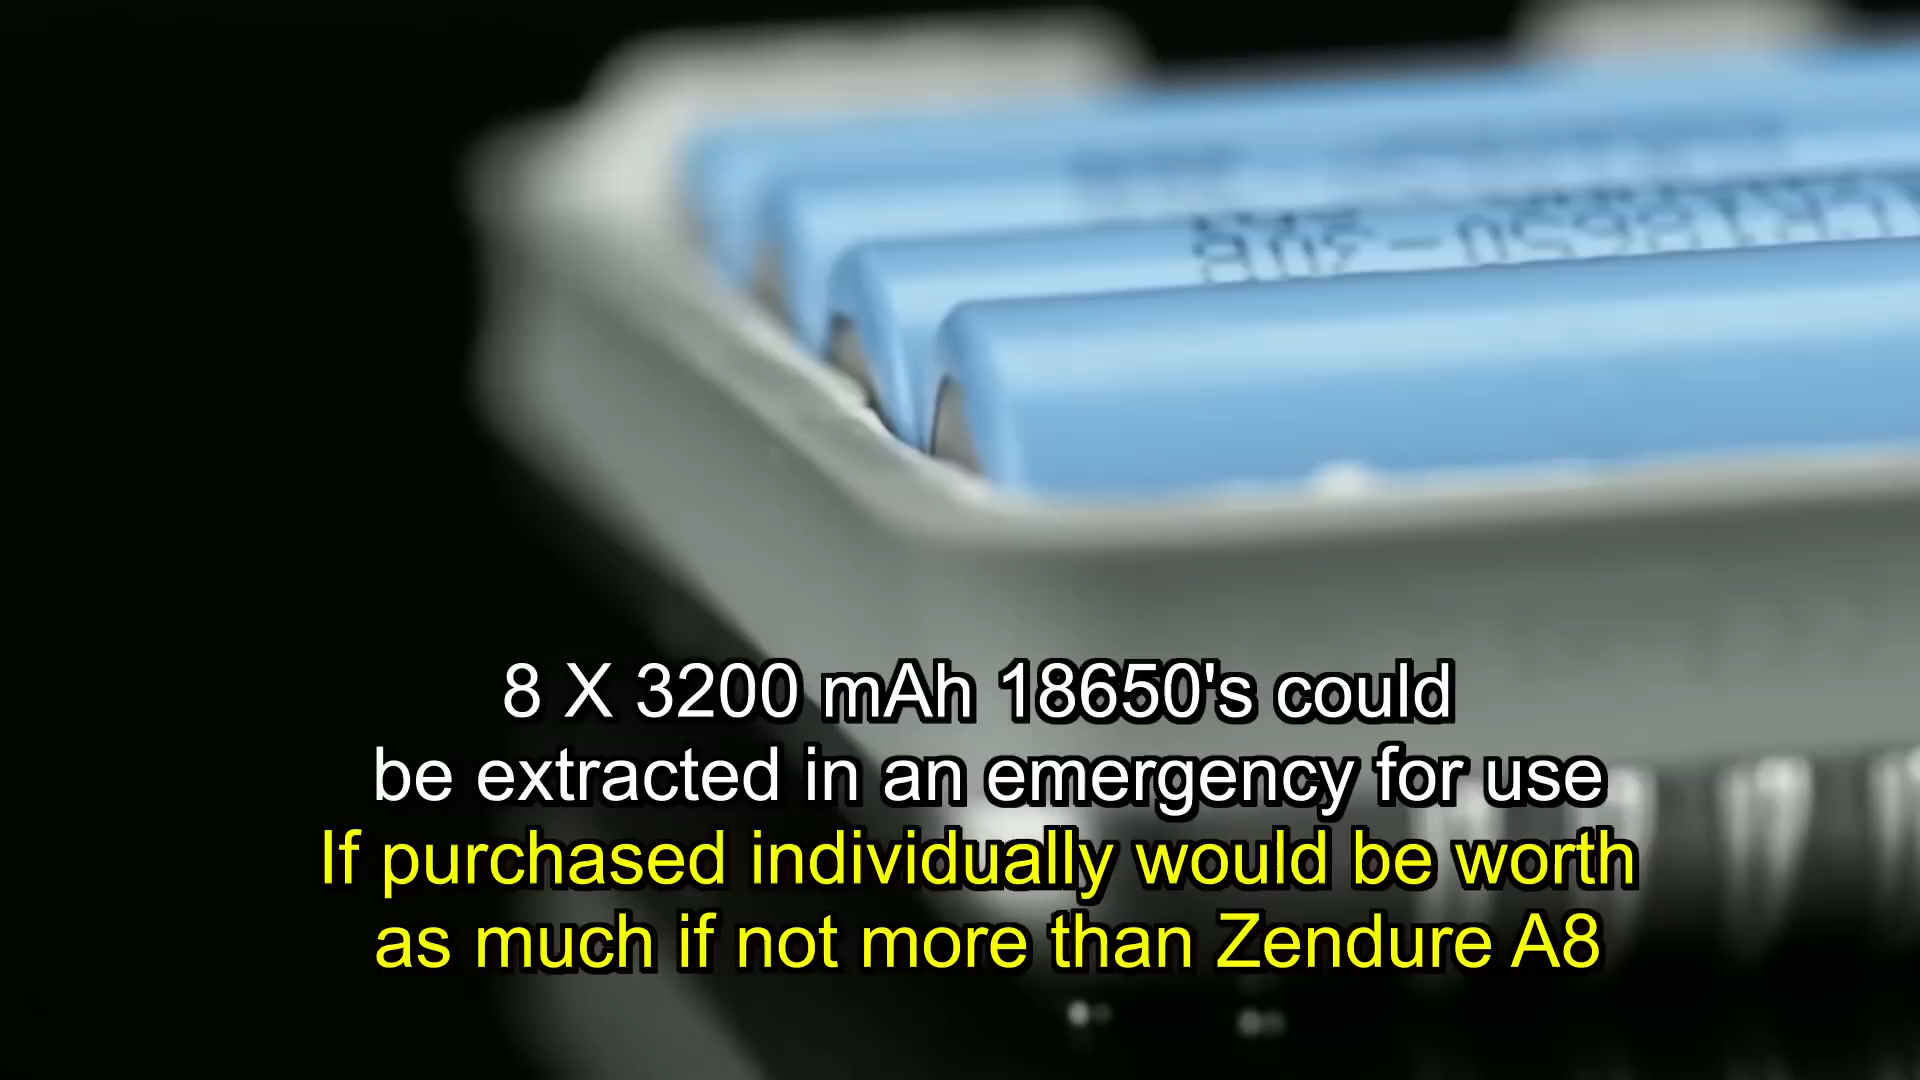 8 X 3200 mAh 18650's could
be extracted in an emergency for use
If purchased individually would be worth
as much if not more than Zendure A8